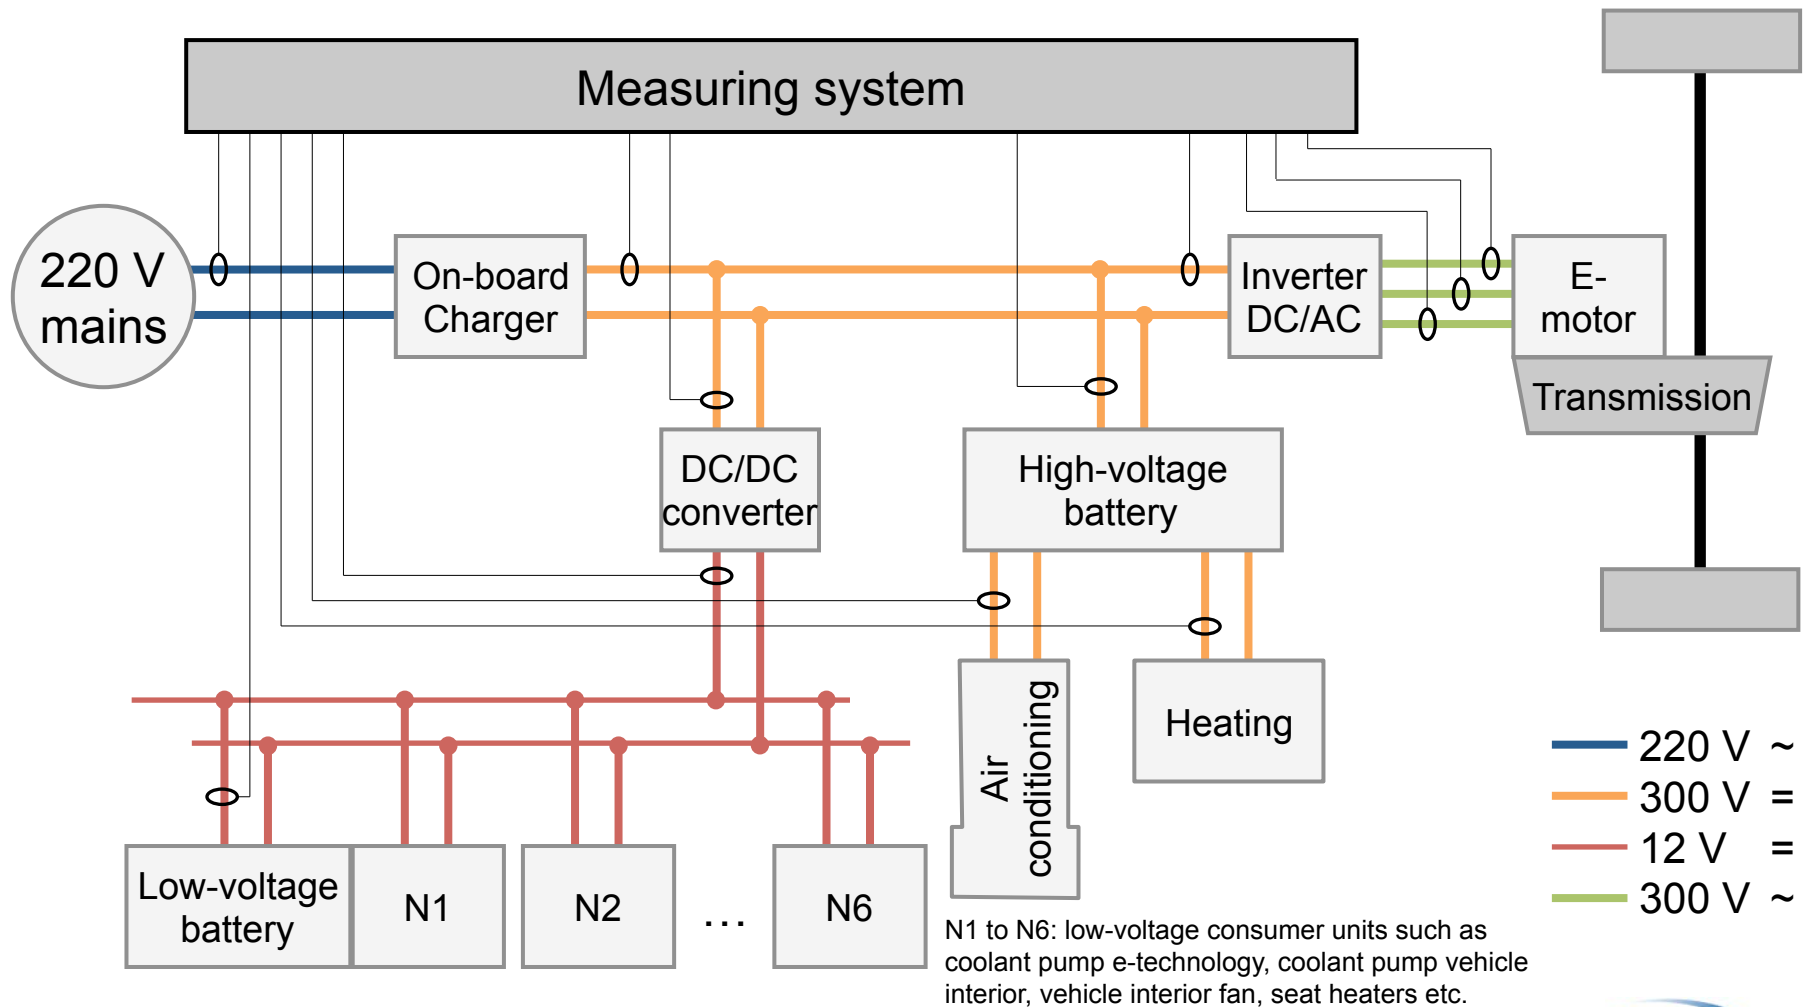 Measuring system
220 V
mains
On-board
Charger
Inverter
DC/AC
E-
motor
Transmission
DC/DC
converter
High-voltage
battery
Air
conditioning
Heating
220 V ~
300 V =
12 V =
300 V ~
Low-voltage
battery
N1
N2
...
N6
N1 to N6: low-voltage consumer units such as
coolant pump e-technology, coolant pump vehicle
interior, vehicle interior fan, seat heaters etc.